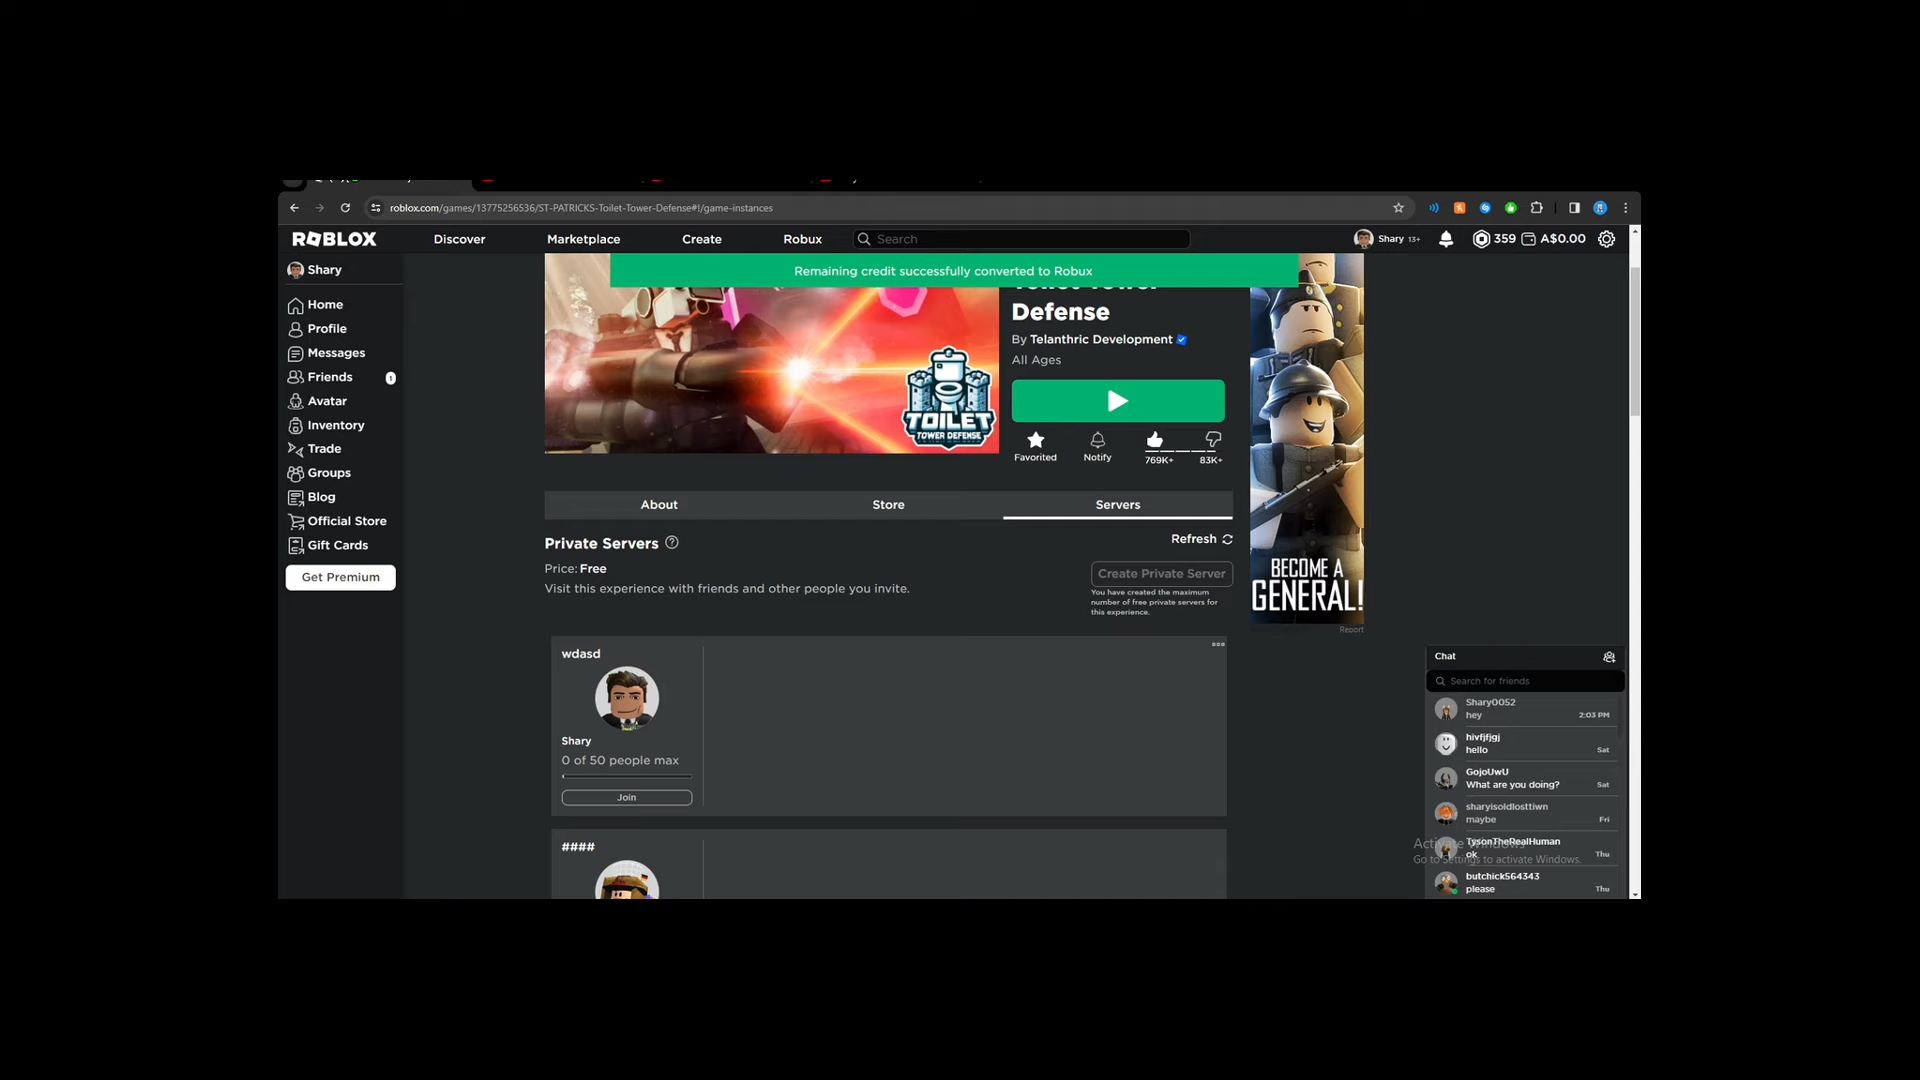 roblox.com/games/13775256536/ST-PATRICKS-Toilet-Tower-Defense#!/game-instances
ROBLOX
Discover
Marketplace
Create
Robux
Search
Shary 13+
359
A$0.00
Remaining credit successfully converted to Robux
Shary
Home
Profile
Messages
Friends
1
Avatar
Inventory
Trade
Groups
Blog
Official Store
Gift Cards
Get Premium
TOILET
TOWER DEFENSE
Toilet Tower
Defense
By Telanthric Development
All Ages
Favorited
Notify
769K+
83K+
BECOME A
GENERAL!
Report
About
Store
Servers
Private Servers
Refresh
Price: Free
Visit this experience with friends and other people you invite.
Create Private Server
You have created the maximum
number of free private servers for
this experience.
wdasd
Shary
0 of 50 people max
Join
####
Chat
Search for friends
Shary0052
hey
2:03 PM
hivfjfjgj
hello
Sat
GojoUwU
What are you doing?
Sat
sharyisoldlosttiwn
maybe
Fri
TysonTheRealHuman
ok
Thu
butchick564343
please
Thu
Activate Windows
Go to Settings to activate Windows.